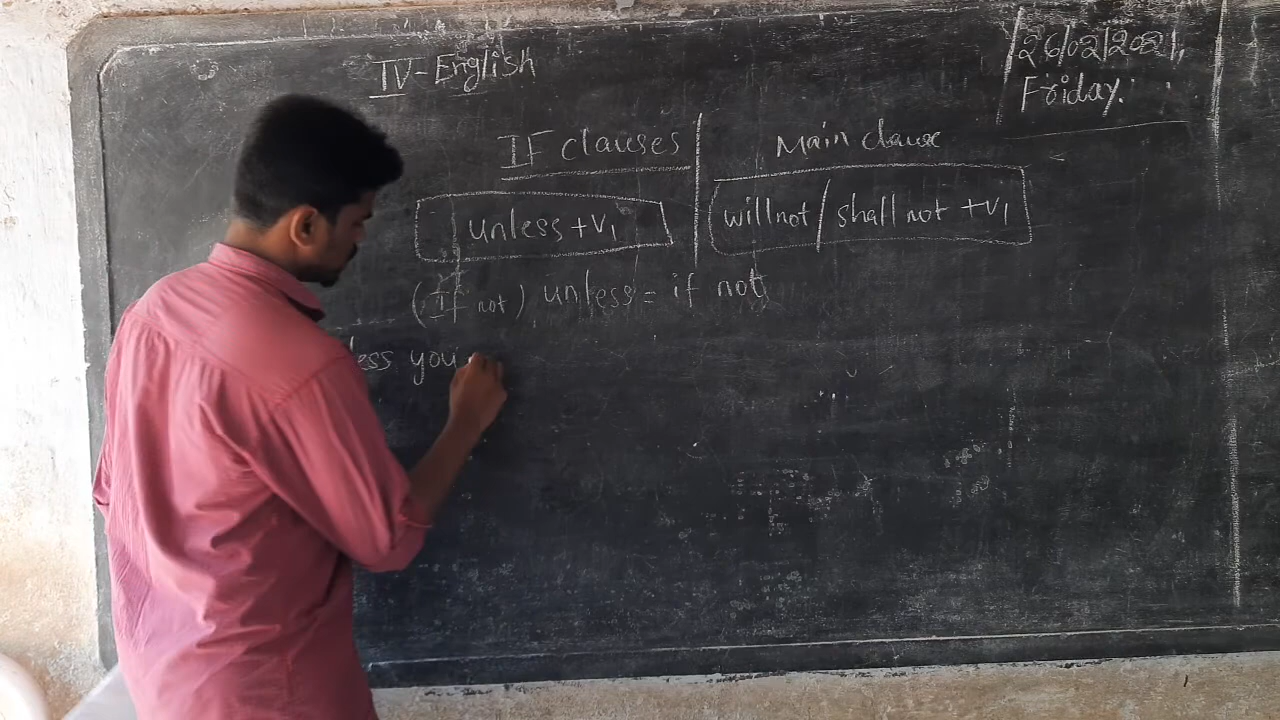 IV-English
26/02/2021,
Friday.
IF clauses
Main clause
unless + V1
will not / shall not + V1
(If not) unless = if not
less you